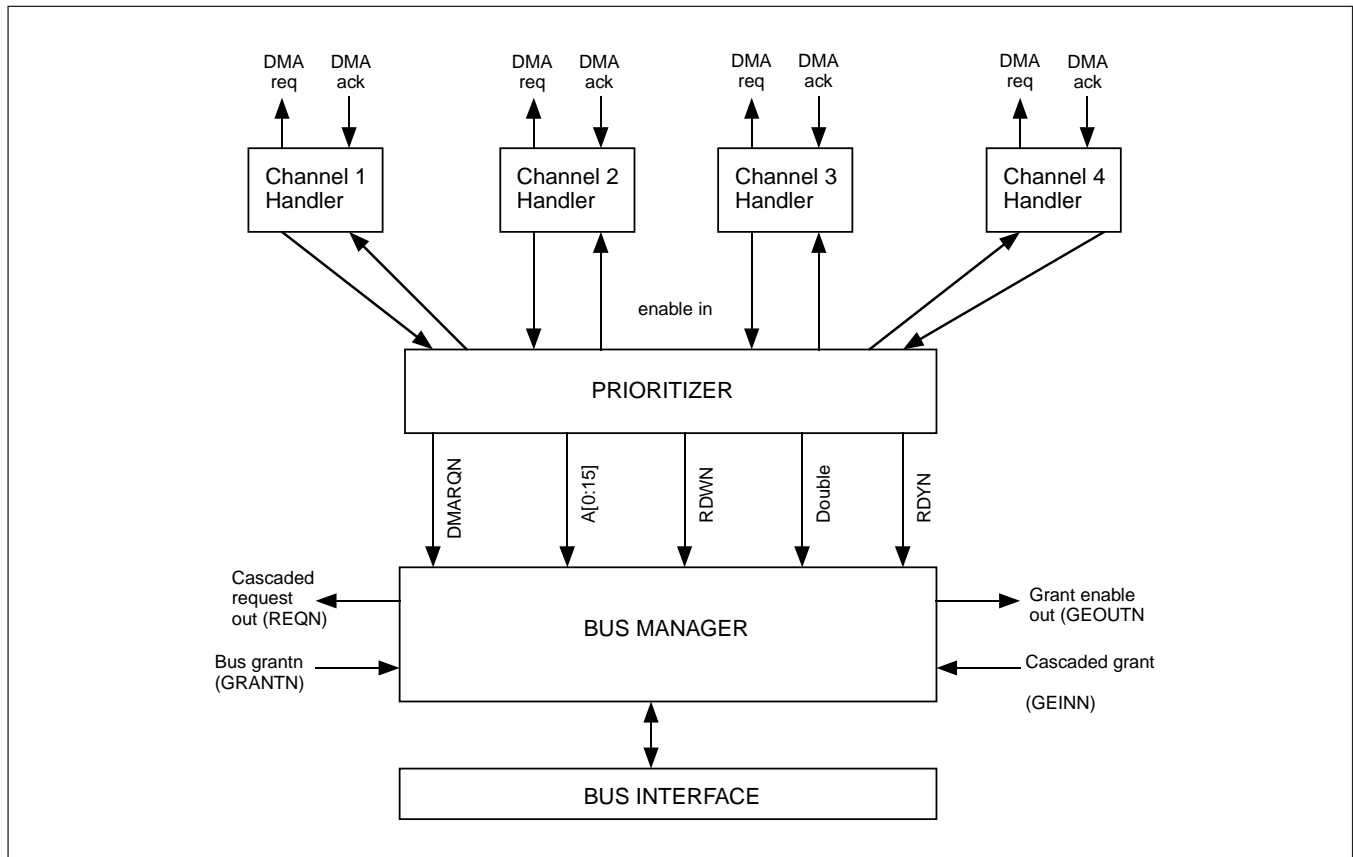 DMA
req
DMA
ack
DMA
req
DMA
ack
DMA
req
DMA
ack
DMA
req
DMA
ack
Channel 1
Handler
Channel 2
Handler
Channel 3
Handler
Channel 4
Handler
enable in
PRIORITIZER
DMARQN
A[0:15]
RDWN
Double
RDYN
Cascaded
request
out (REQN)
Grant enable
out (GEOUTN
BUS MANAGER
Bus grantn
(GRANTN)
Cascaded grant
(GEINN)
BUS INTERFACE